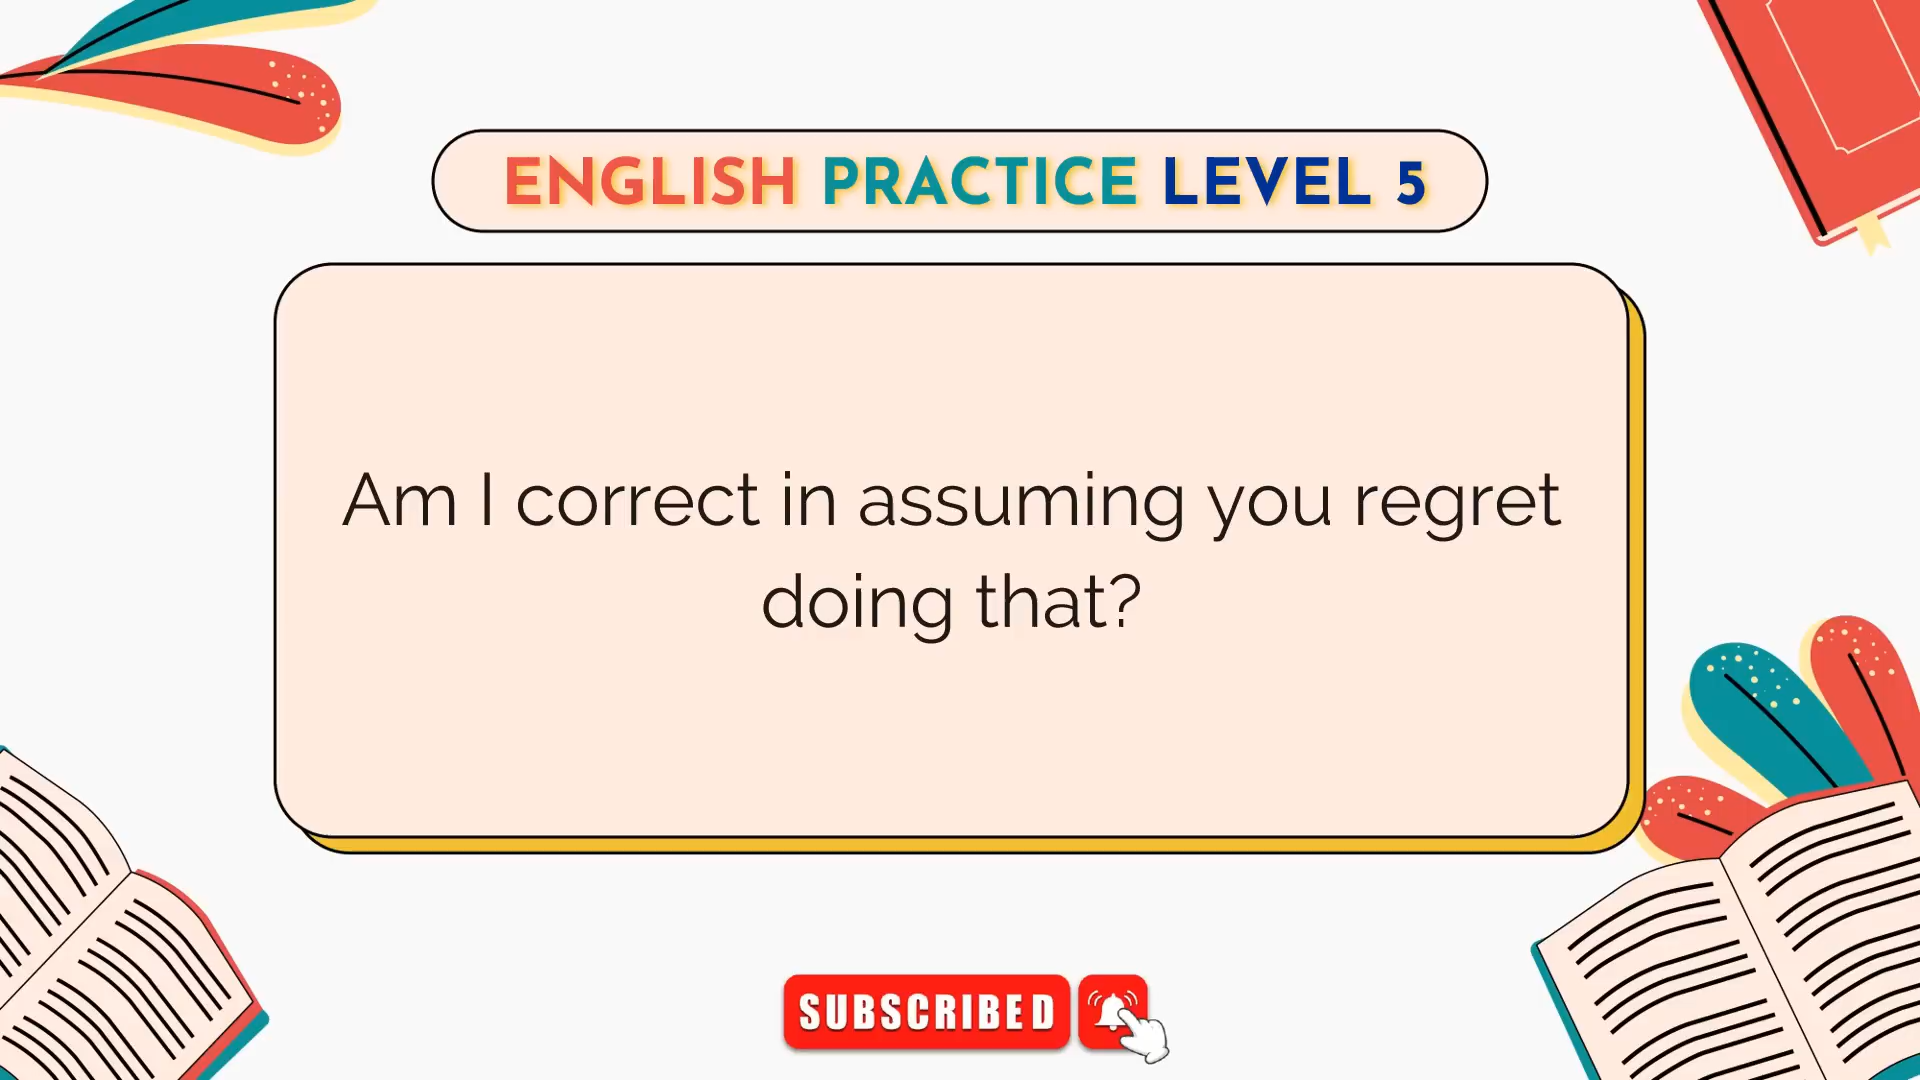 ENGLISH PRACTICE LEVEL 5
Am I correct in assuming you regret
doing that?
SUBSCRIBED